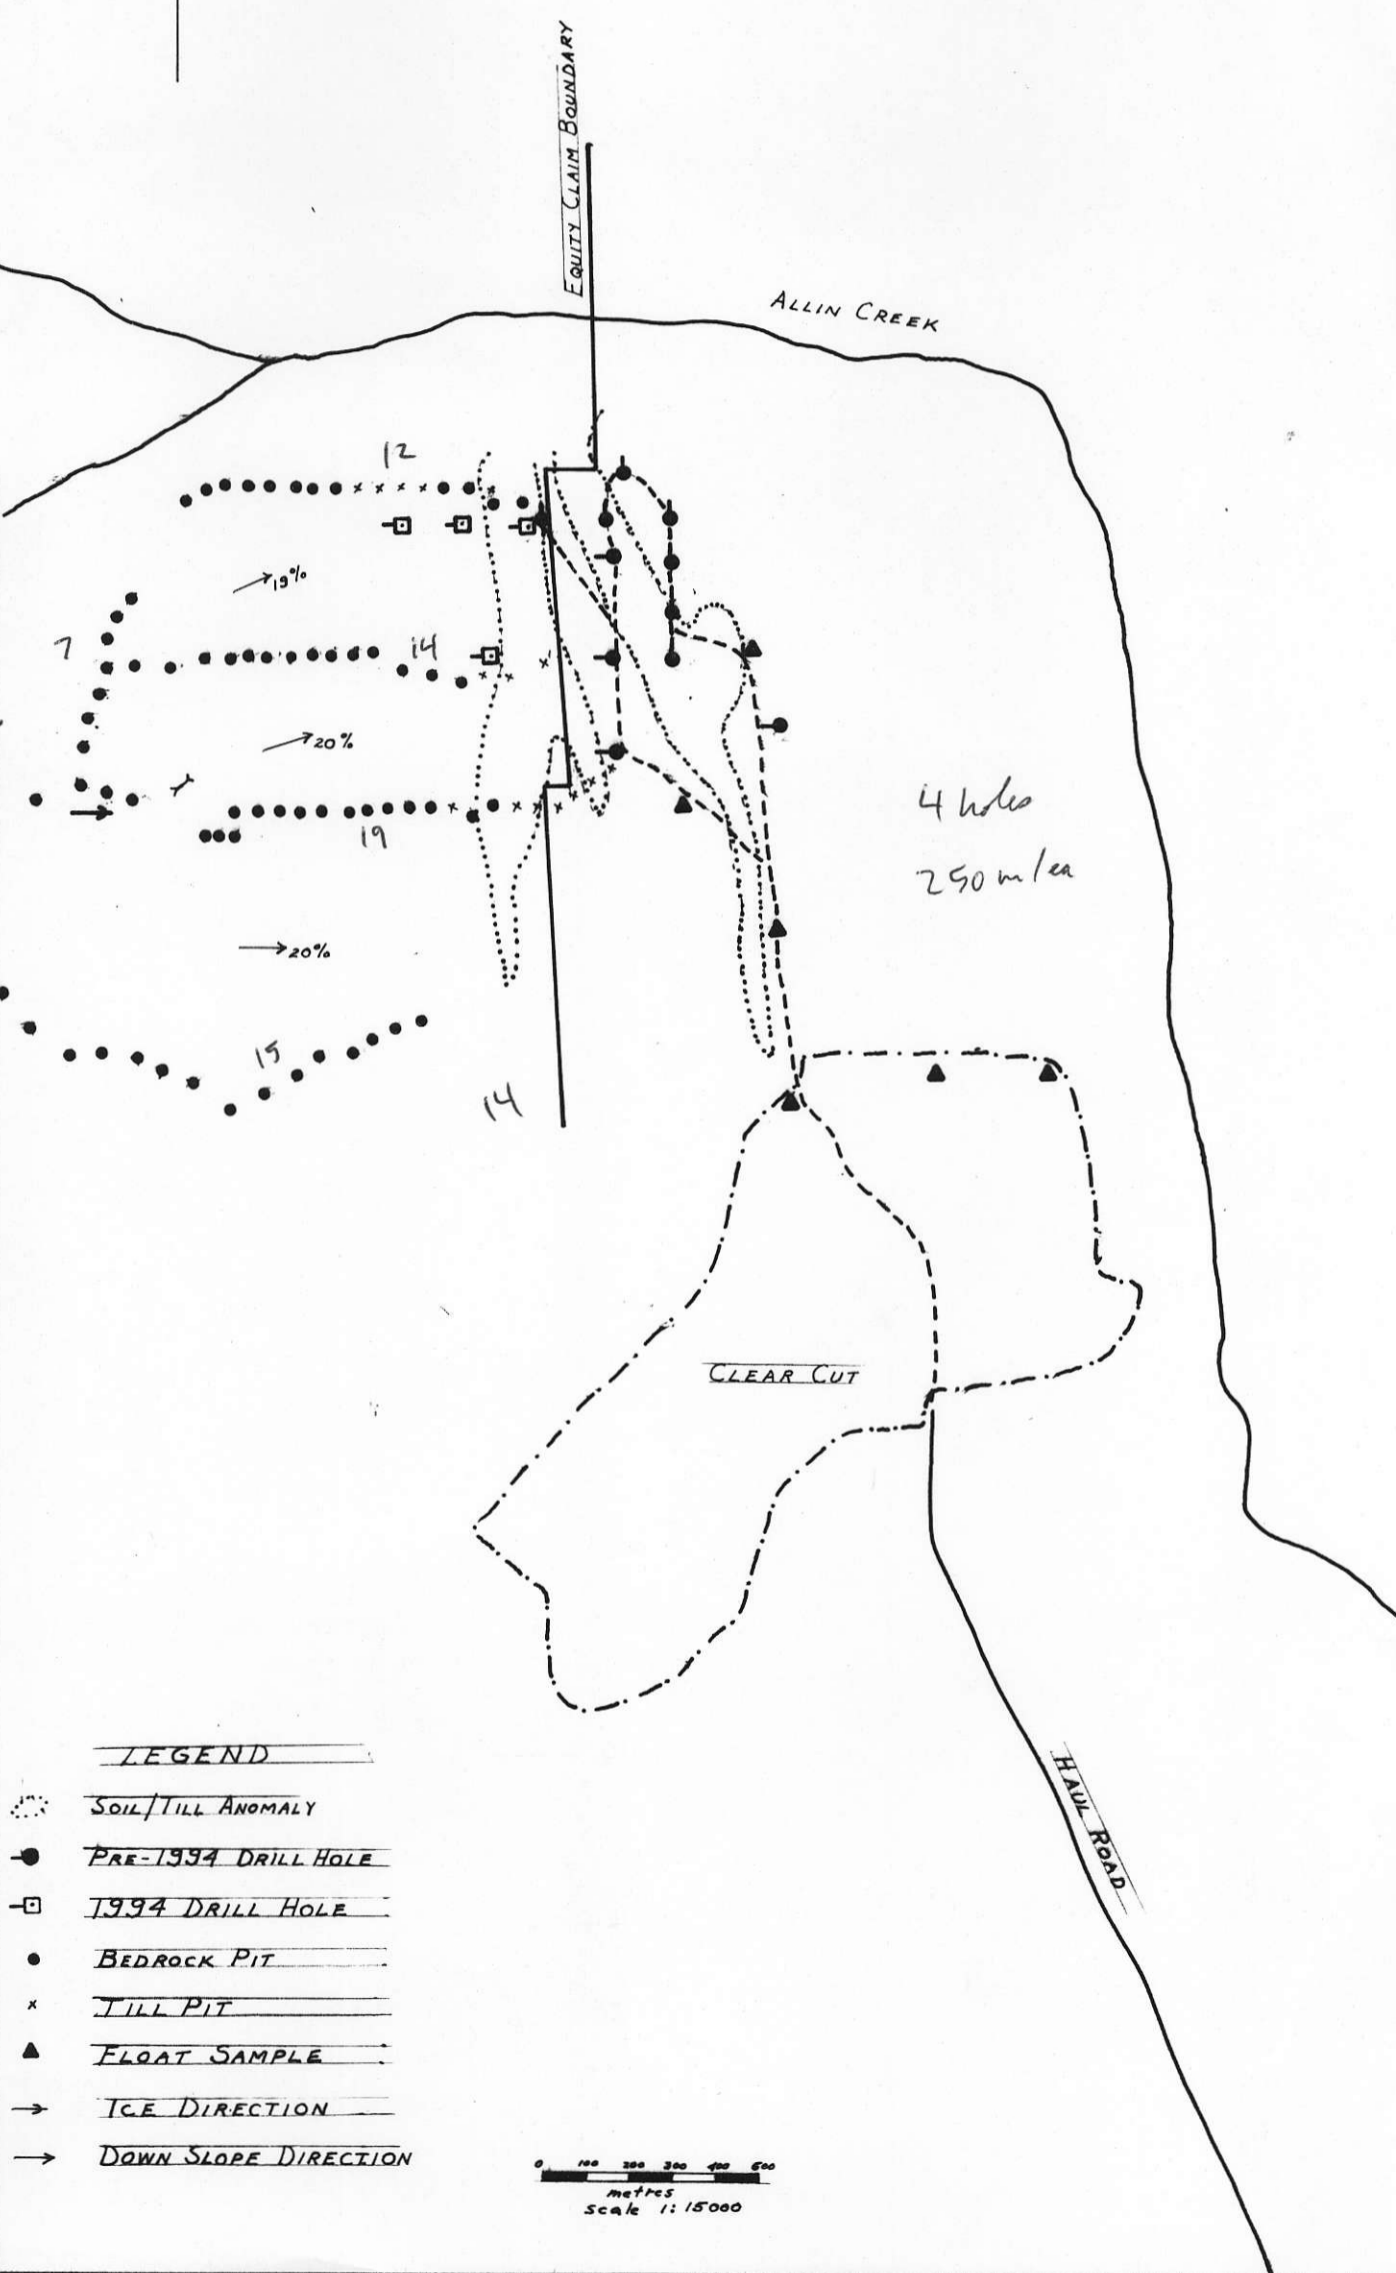 EQUITY CLAIM BOUNDARY
ALLIN CREEK
12
19%
7
14
20%
4 holes
250 m/ea
19
20%
15
14
CLEAR CUT
HAUL ROAD
LEGEND
SOIL/TILL ANOMALY
PRE-1994 DRILL HOLE
1994 DRILL HOLE
BEDROCK PIT
TILL PIT
FLOAT SAMPLE
ICE DIRECTION
DOWN SLOPE DIRECTION
0 100 200 300 400 500
metres
scale 1:15000